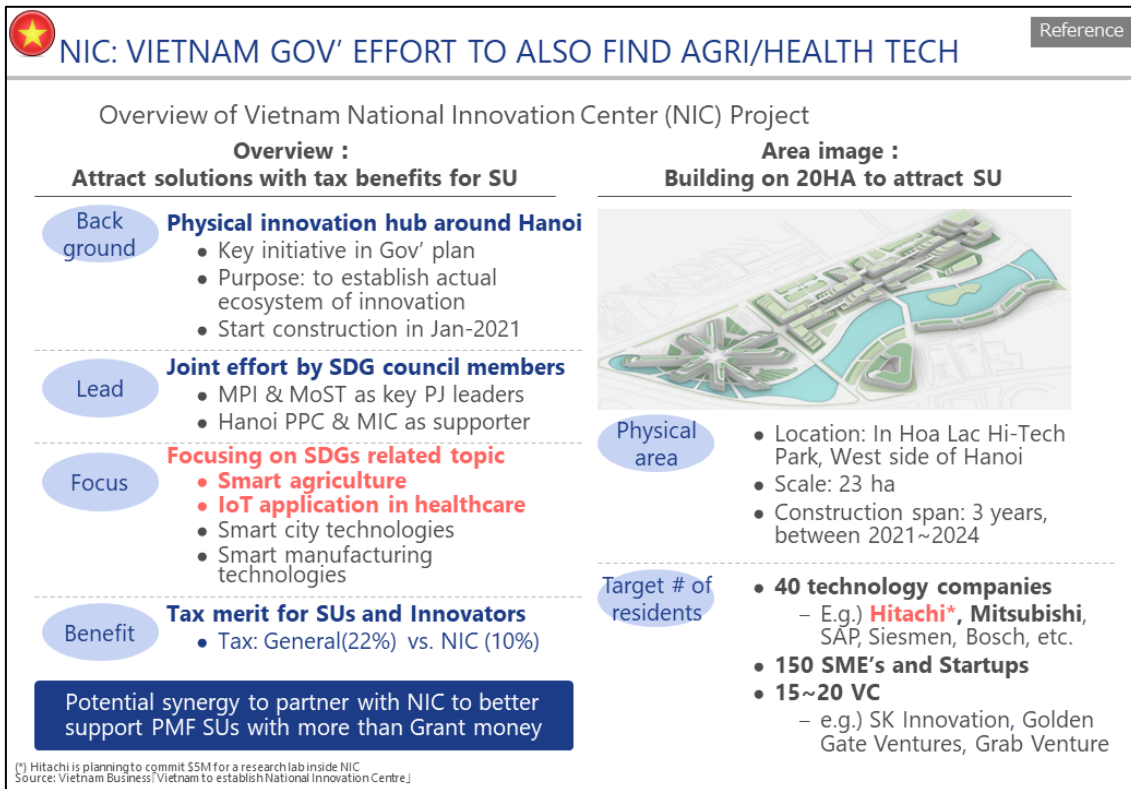 NIC: VIETNAM GOV’ EFFORT TO ALSO FIND AGRI/HEALTH TECH
Reference
Overview of Vietnam National Innovation Center (NIC) Project
Overview :
Attract solutions with tax benefits for SU
Back
ground
Physical innovation hub around Hanoi
● Key initiative in Gov’ plan
● Purpose: to establish actual
ecosystem of innovation
● Start construction in Jan-2021
Lead
Joint effort by SDG council members
● MPI & MoST as key PJ leaders
● Hanoi PPC & MIC as supporter
Focus
Focusing on SDGs related topic
● Smart agriculture
● IoT application in healthcare
● Smart city technologies
● Smart manufacturing
technologies
Benefit
Tax merit for SUs and Innovators
● Tax: General(22%) vs. NIC (10%)
Potential synergy to partner with NIC to better
support PMF SUs with more than Grant money
Area image :
Building on 20HA to attract SU
Physical
area
● Location: In Hoa Lac Hi-Tech
Park, West side of Hanoi
● Scale: 23 ha
● Construction span: 3 years,
between 2021~2024
Target # of
residents
● 40 technology companies
– E.g.) Hitachi*, Mitsubishi,
SAP, Siesmen, Bosch, etc.
● 150 SME’s and Startups
● 15~20 VC
– e.g.) SK Innovation, Golden
Gate Ventures, Grab Venture
(*) Hitachi is planning to commit $5M for a research lab inside NIC
Source: Vietnam Business「Vietnam to establish National Innovation Centre」